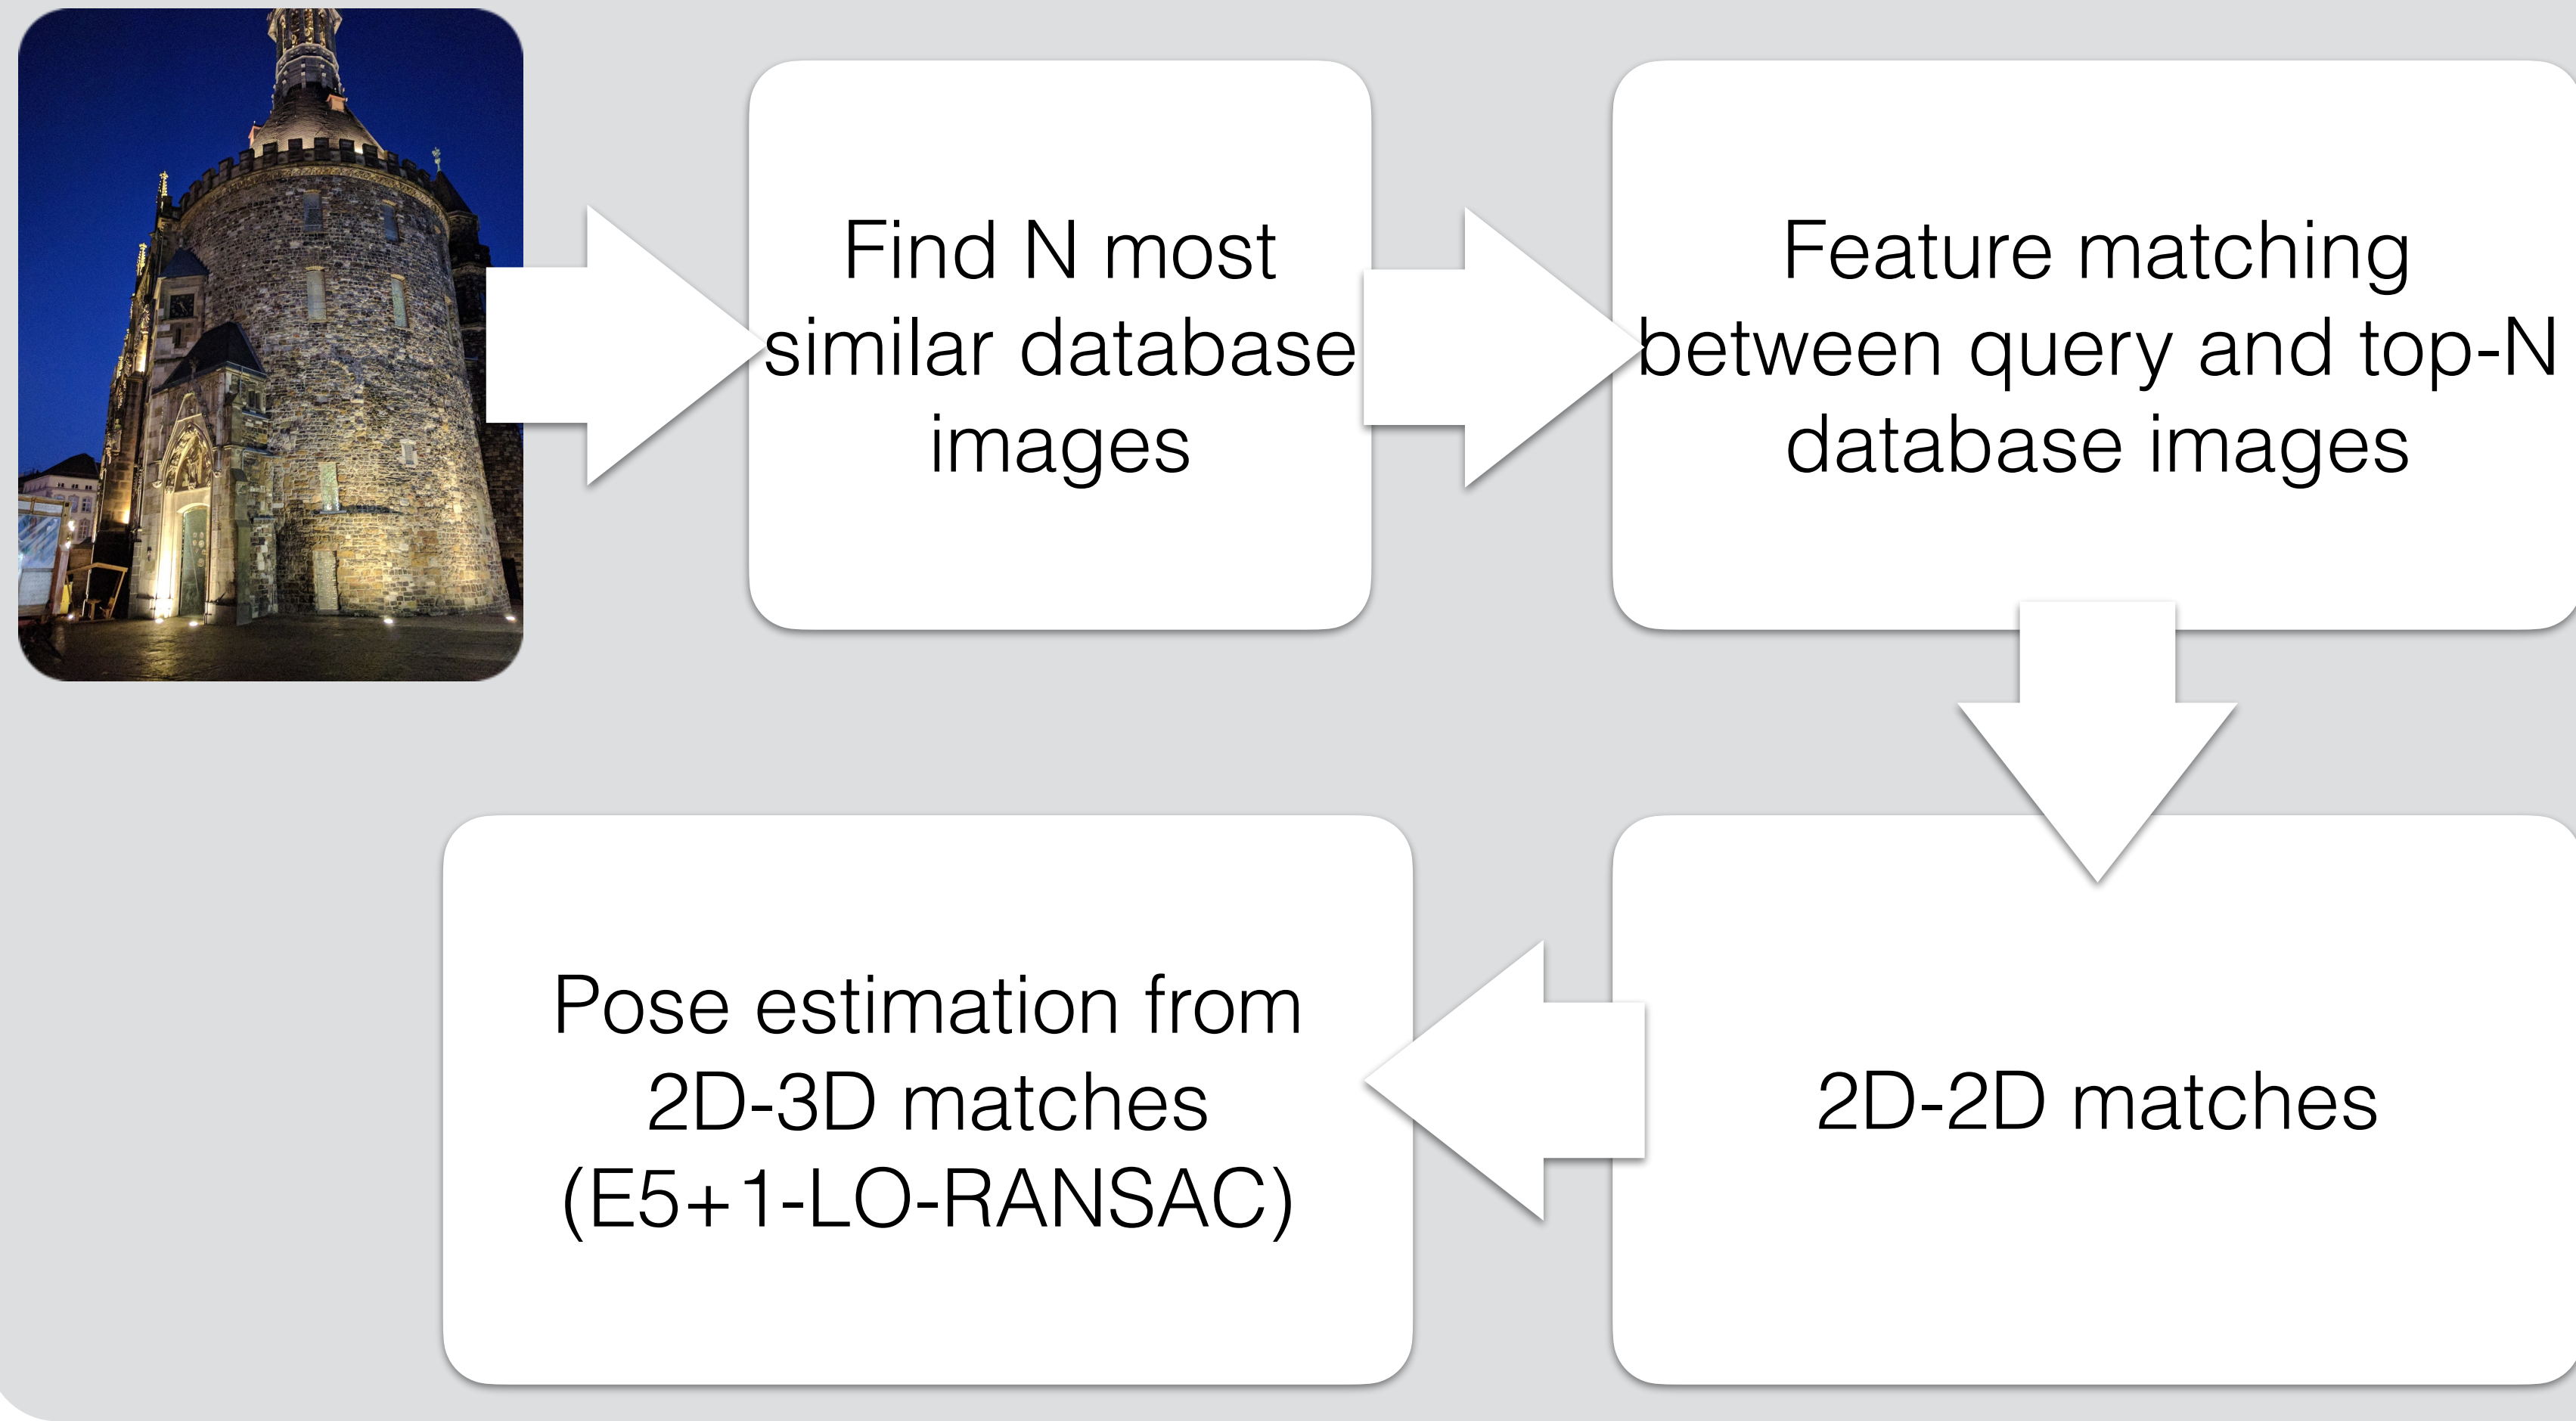 Find N most
similar database
images
Feature matching
between query and top-N
database images
2D-2D matches
Pose estimation from
2D-3D matches
(E5+1-LO-RANSAC)